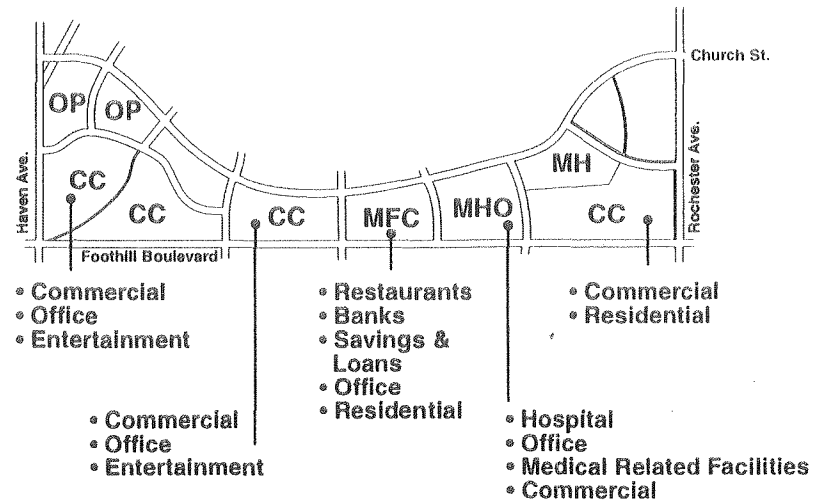 Church St.
OP
OP
Haven Ave.
Rochester Ave.
CC
CC
CC
MFC
MHO
MH
CC
Foothill Boulevard
• Commercial
• Office
• Entertainment
• Commercial
• Office
• Entertainment
• Restaurants
• Banks
• Savings &
Loans
• Office
• Residential
• Hospital
• Office
• Medical Related Facilities
• Commercial
• Commercial
• Residential